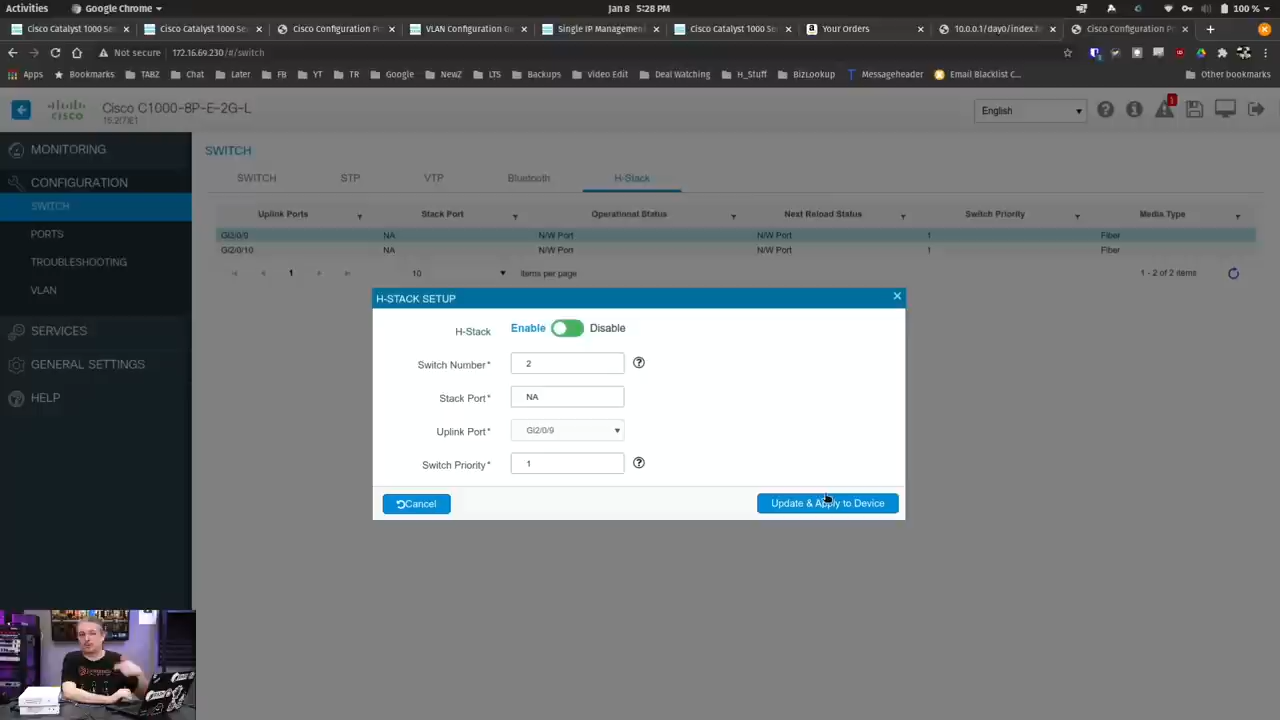 Activities Google Chrome Jan 8 5:28 PM 100 %
Cisco Catalyst 1000 Se Cisco Catalyst 1000 Se Cisco Configuration Pr VLAN Configuration G Single IP Managemen Cisco Catalyst 1000 Se Your Orders 10.0.0.1/dayo/index.h Cisco Configuration P
Not secure 172.16.69.230/#/switch
Apps Bookmarks TABZ Chat Later FB YT TR Google NewZ LTS Backups Video Edit Deal Watching H_Stuff BizLookup Messageheader Email Blacklist C... Other bookmarks
cisco Cisco C1000-8P-E-2G-L English 1
MONITORING
CONFIGURATION
SWITCH
PORTS
TROUBLESHOOTING
VLAN
SERVICES
GENERAL SETTINGS
HELP
SWITCH
SWITCH STP VTP Bluetooth H-Stack
Uplink Ports Stack Port Operational Status Next Reload Status Switch Priority Media Type
Gi2/0/9 NA N/W Port N/W Port 1 Fiber
Gi2/0/10 NA N/W Port N/W Port 1 Fiber
1 10 items per page 1 - 2 of 2 items
H-STACK SETUP
H-Stack Enable Disable
Switch Number* 2
Stack Port* NA
Uplink Port* Gi2/0/9
Switch Priority* 1
Cancel Update & Apply to Device